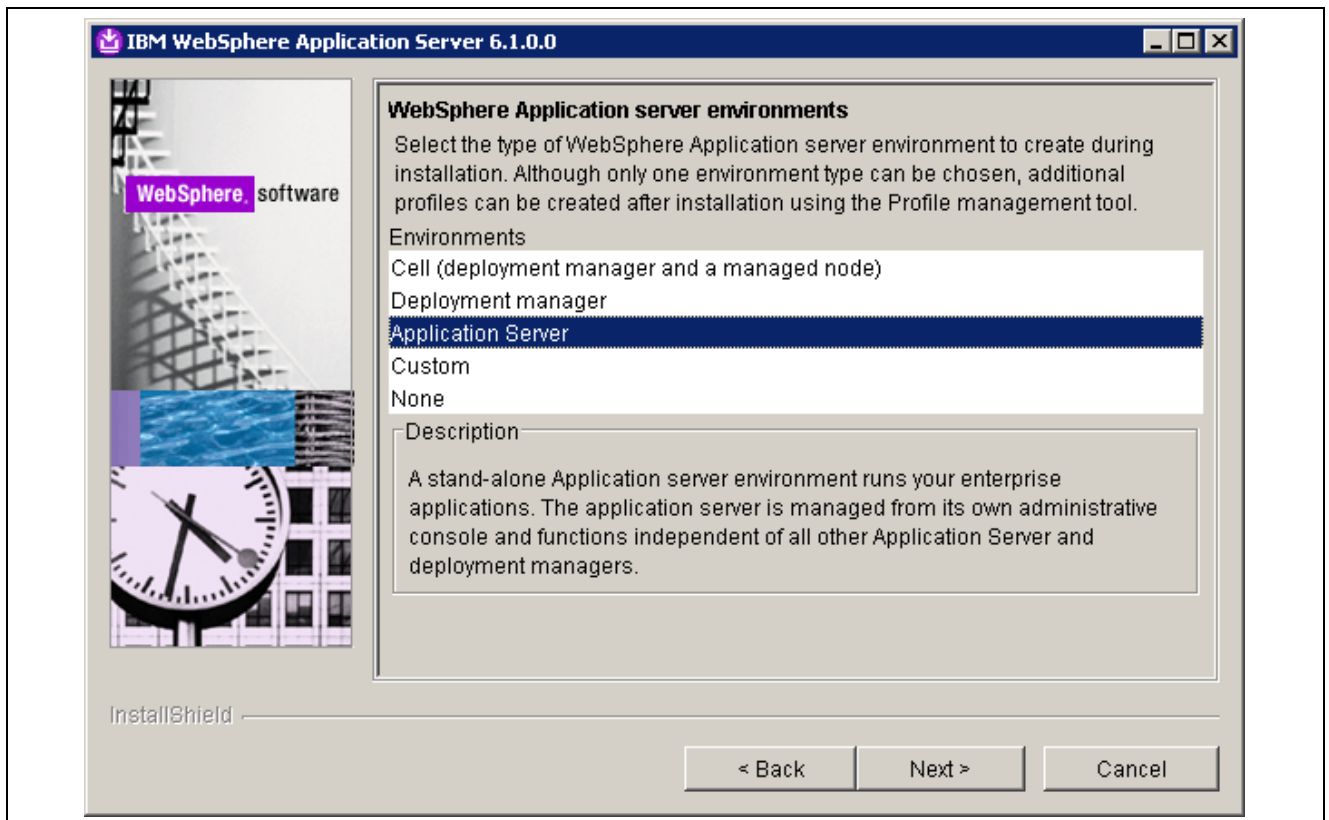 IBM WebSphere Application Server 6.1.0.0
WebSphere. software
WebSphere Application server environments
Select the type of WebSphere Application server environment to create during
installation. Although only one environment type can be chosen, additional
profiles can be created after installation using the Profile management tool.
Environments
Cell (deployment manager and a managed node)
Deployment manager
Application Server
Custom
None
Description
A stand-alone Application server environment runs your enterprise
applications. The application server is managed from its own administrative
console and functions independent of all other Application Server and
deployment managers.
InstallShield
< Back
Next >
Cancel